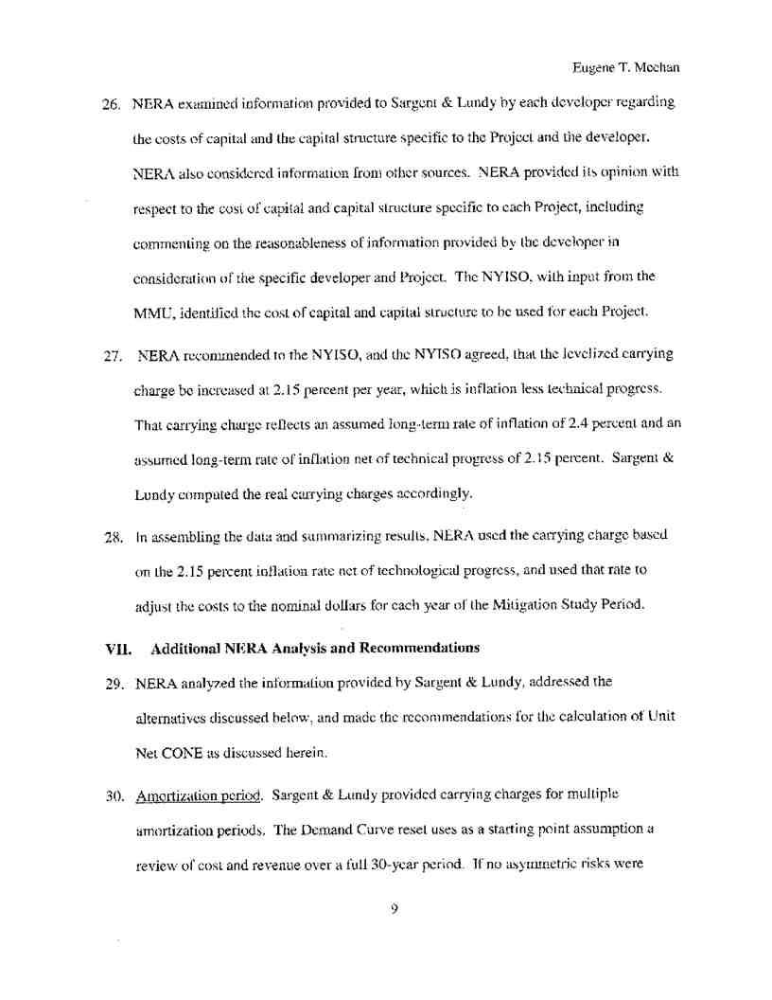 Eugene T. Meehan
26. NERA examined information provided to Sargent & Lundy by each developer regarding
the costs of capital and the capital structure specific to the Project and the developer.
NERA also considered information from other sources. NERA provided its opinion with
respect to the cost of capital and capital structure specific to each Project, including
commenting on the reasonableness of information provided by the developer in
consideration of the specific developer and Project. The NYISO, with input from the
MMU, identified the cost of capital and capital structure to be used for each Project.
27. NERA recommended to the NYISO, and the NYISO agreed, that the levelized carrying
charge be increased at 2.15 percent per year, which is inflation less technical progress.
That carrying charge reflects an assumed long-term rate of inflation of 2.4 percent and an
assumed long-term rate of inflation net of technical progress of 2.15 percent. Sargent &
Lundy computed the real carrying charges accordingly.
28. In assembling the data and summarizing results, NERA used the carrying charge based
on the 2.15 percent inflation rate net of technological progress, and used that rate to
adjust the costs to the nominal dollars for each year of the Mitigation Study Period.
VII. Additional NERA Analysis and Recommendations
29. NERA analyzed the information provided by Sargent & Lundy, addressed the
alternatives discussed below, and made the recommendations for the calculation of Unit
Net CONE as discussed herein.
30. Amortization period. Sargent & Lundy provided carrying charges for multiple
amortization periods. The Demand Curve reset uses as a starting point assumption a
review of cost and revenue over a full 30-year period. If no asymmetric risks were
9